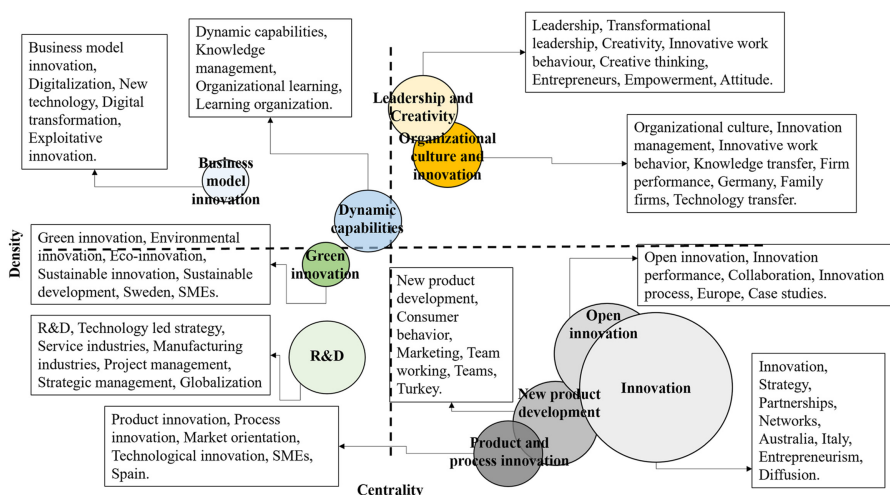 Business model
innovation,
Digitalization, New
technology, Digital
transformation,
Exploitative
innovation.
Dynamic capabilities,
Knowledge
management,
Organizational learning,
Learning organization.
Leadership, Transformational
leadership, Creativity, Innovative work
behaviour, Creative thinking,
Entrepreneurs, Empowerment, Attitude.
Leadership and
Creativity
Organizational
culture and
innovation
Organizational culture, Innovation
management, Innovative work
behavior, Knowledge transfer, Firm
performance, Germany, Family
firms, Technology transfer.
Business
model
innovation
Dynamic
capabilities
Density
Green innovation, Environmental
innovation, Eco-innovation,
Sustainable innovation, Sustainable
development, Sweden, SMEs.
Green
innovation
New product
development,
Consumer
behavior,
Marketing, Team
working, Teams,
Turkey.
Open innovation, Innovation
performance, Collaboration, Innovation
process, Europe, Case studies.
Open
innovation
R&D, Technology led strategy,
Service industries, Manufacturing
industries, Project management,
Strategic management, Globalization
R&D
Innovation
New product
development
Innovation,
Strategy,
Partnerships,
Networks,
Australia, Italy,
Entrepreneurism,
Diffusion.
Product innovation, Process
innovation, Market orientation,
Technological innovation, SMEs,
Spain.
Product and
process innovation
Centrality